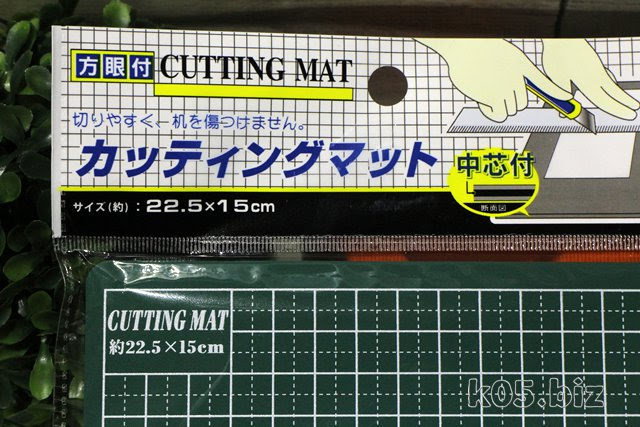 方眼付 CUTTING MAT
切りやすく、机を傷つけません。
カッティングマット
中芯付
断面図
サイズ(約):22.5×15cm
CUTTING MAT
約22.5×15cm
k05.biz